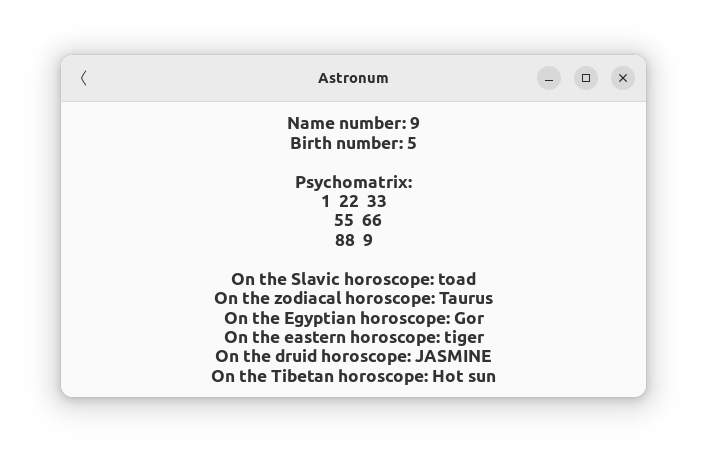 Astronum
Name number: 9
Birth number: 5
Psychomatrix:
1 22 33
55 66
88 9
On the Slavic horoscope: toad
On the zodiacal horoscope: Taurus
On the Egyptian horoscope: Gor
On the eastern horoscope: tiger
On the druid horoscope: JASMINE
On the Tibetan horoscope: Hot sun